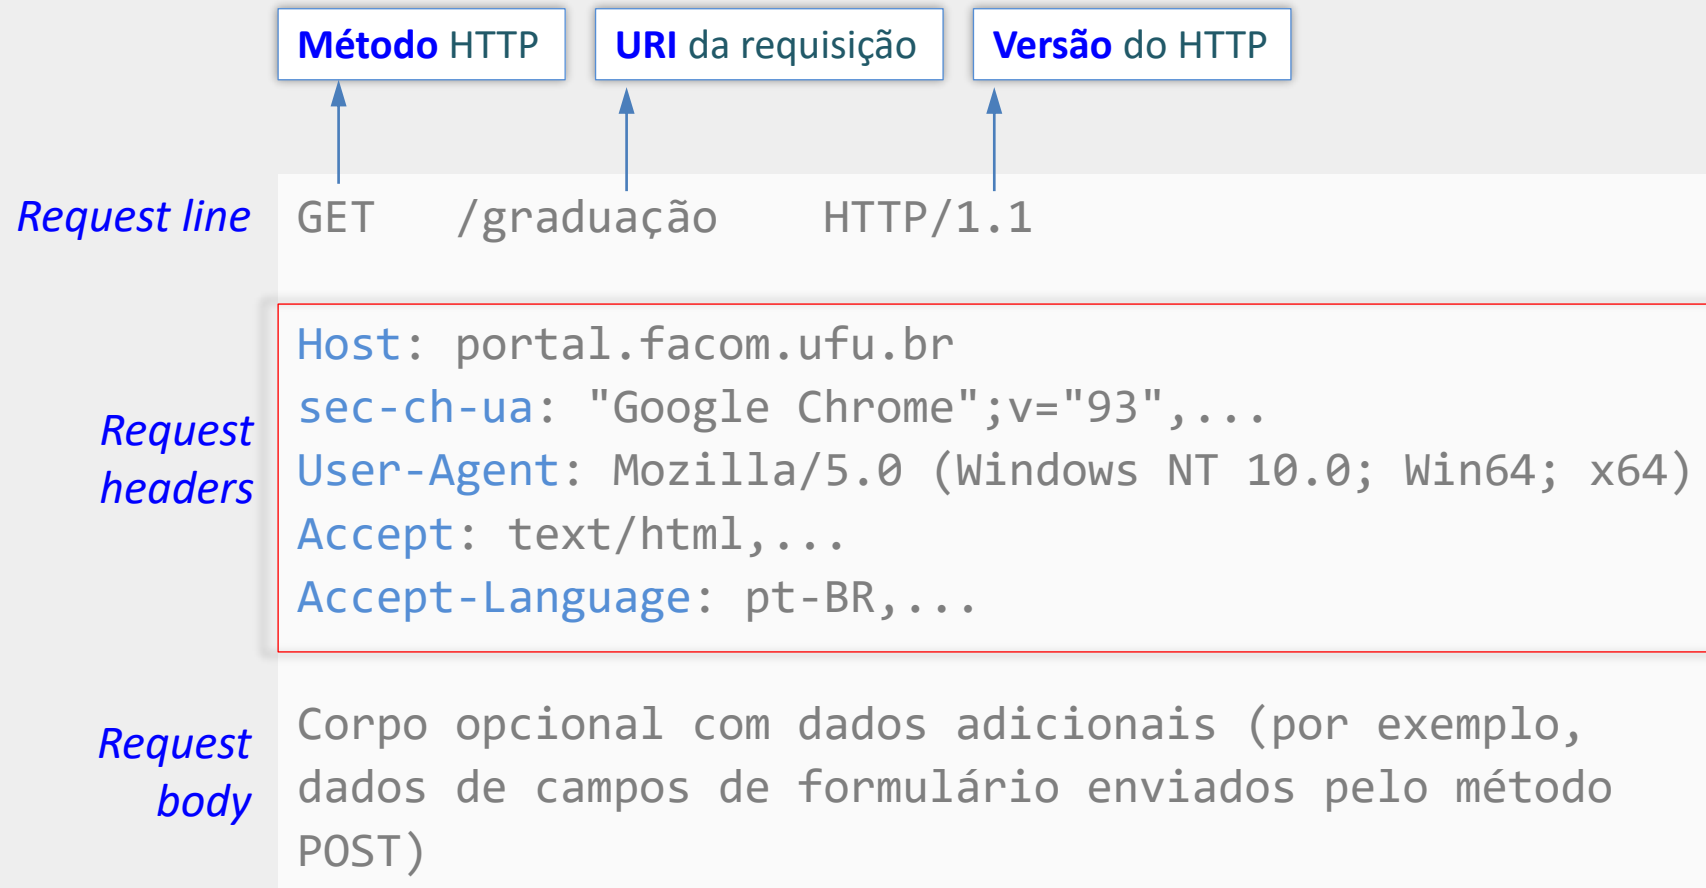 Método HTTP
URI da requisição
Versão do HTTP
Request line
GET /graduação HTTP/1.1
Request
headers
Host: portal.facom.ufu.br
sec-ch-ua: "Google Chrome";v="93",...
User-Agent: Mozilla/5.0 (Windows NT 10.0; Win64; x64)
Accept: text/html,...
Accept-Language: pt-BR,...
Request
body
Corpo opcional com dados adicionais (por exemplo,
dados de campos de formulário enviados pelo método
POST)